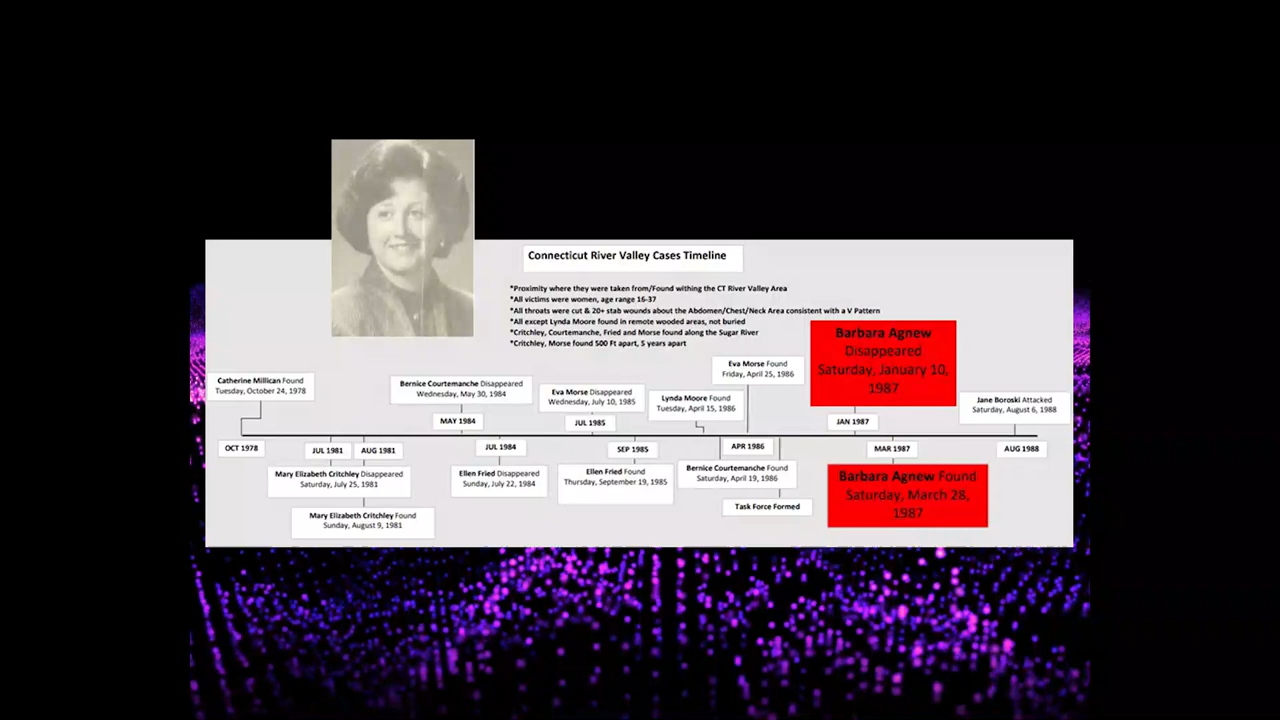 Connecticut River Valley Cases Timeline
*Proximity where they were taken from/Found withing the CT River Valley Area
*All victims were women, age range 16-37
*All throats were cut & 20+ stab wounds about the Abdomen/Chest/Neck Area consistent with a V Pattern
*All except Lynda Moore found in remote wooded areas, not buried
*Critchley, Courtemanche, Fried and Morse found along the Sugar River
*Critchley, Morse found 500 Ft apart, 5 years apart
Catherine Millican Found
Tuesday, October 24, 1978
Bernice Courtemanche Disappeared
Wednesday, May 30, 1984
Eva Morse Disappeared
Wednesday, July 10, 1985
Lynda Moore Found
Tuesday, April 15, 1986
Eva Morse Found
Friday, April 25, 1986
Barbara Agnew
Disappeared
Saturday, January 10,
1987
Jane Boroski Attacked
Saturday, August 6, 1988
MAY 1984
JUL 1985
JAN 1987
OCT 1978
JUL 1981
AUG 1981
JUL 1984
SEP 1985
APR 1986
MAR 1987
AUG 1988
Mary Elizabeth Critchley Disappeared
Saturday, July 25, 1981
Mary Elizabeth Critchley Found
Sunday, August 9, 1981
Ellen Fried Disappeared
Sunday, July 22, 1984
Ellen Fried Found
Thursday, September 19, 1985
Bernice Courtemanche Found
Saturday, April 19, 1986
Task Force Formed
Barbara Agnew Found
Saturday, March 28,
1987